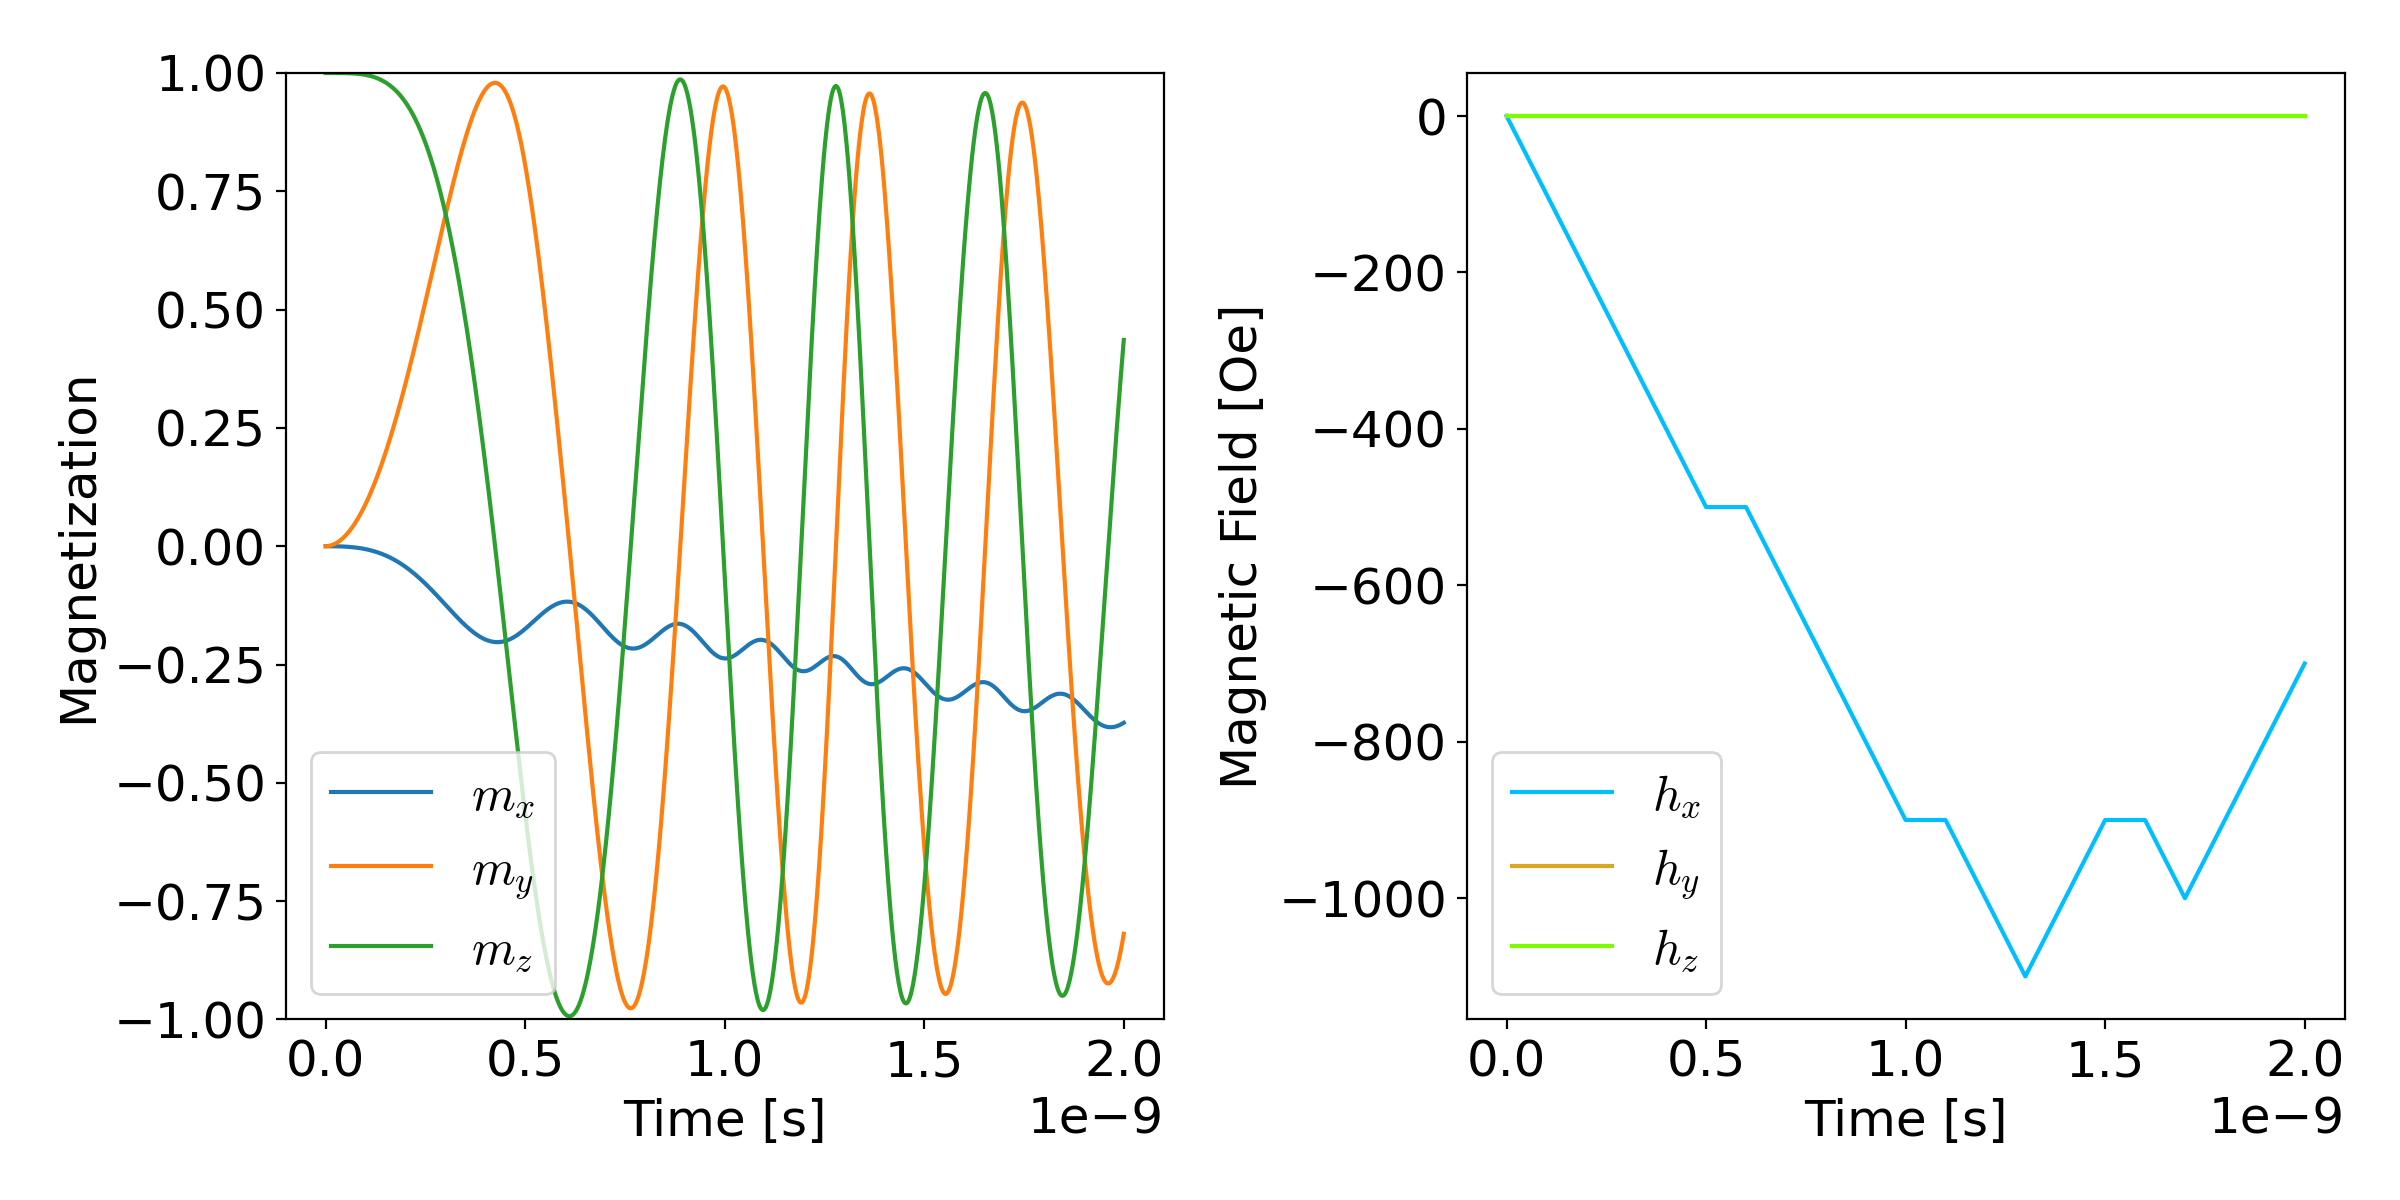 Magnetization
1.00
0.75
0.50
0.25
0.00
−0.25
−0.50
−0.75
−1.00
m_x
m_y
m_z
0.0 0.5 1.0 1.5 2.0
Time [s] 1e−9
Magnetic Field [Oe]
0
−200
−400
−600
−800
−1000
h_x
h_y
h_z
0.0 0.5 1.0 1.5 2.0
Time [s] 1e−9